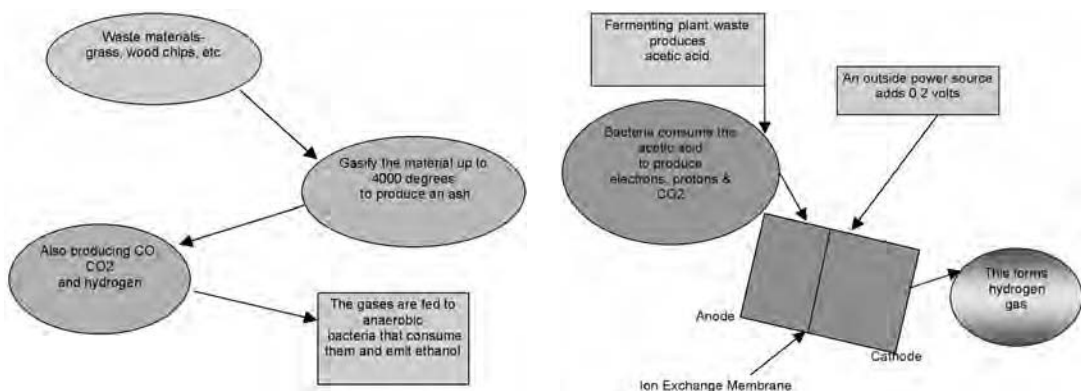 Waste materials-
grass, wood chips, etc
Gasify the material up to
4000 degrees
to produce an ash
Also producing CO,
CO2
and hydrogen
The gases are fed to
anaerobic
bacteria that consume
them and emit ethanol
Fermenting plant waste
produces
acetic acid.
An outside power source
adds 0.2 volts
Bacteria consume the
acetic acid
to produce
electrons, protons &
CO2
This forms
hydrogen
gas
Anode
Cathode
Ion Exchange Membrane